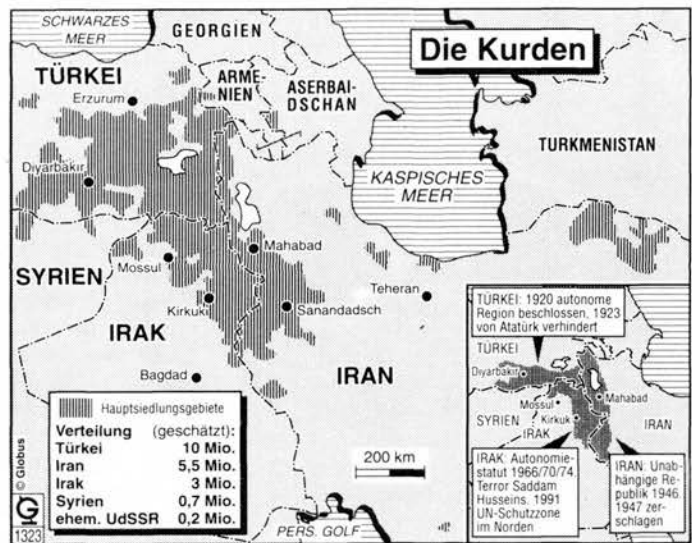 Die Kurden
SCHWARZES
MEER
GEORGIEN
TÜRKEI
ARME-
NIEN
ASERBAI-
DSCHAN
Erzurum
TURKMENISTAN
Diyarbakır
KASPISCHES
MEER
Mahabad
SYRIEN
Mossul
Teheran
Kirkuk
Sanandadsch
IRAK
Bagdad
IRAN
200 km
PERS. GOLF
Hauptsiedlungsgebiete
Verteilung (geschätzt):
Türkei 10 Mio.
Iran 5,5 Mio.
Irak 3 Mio.
Syrien 0,7 Mio.
ehem. UdSSR 0,2 Mio.
© Globus
G
1323
TÜRKEI: 1920 autonome
Region beschlossen, 1923
von Atatürk verhindert
TÜRKEI
Diyarbakır
Mossul
Mahabad
SYRIEN
Kirkuk
IRAN
IRAK
IRAK: Autonomie-
statut 1966/70/74.
Terror Saddam
Husseins. 1991
UN-Schutzzone
im Norden
IRAN: Unab-
hängige Re-
publik 1946.
1947 zer-
schlagen